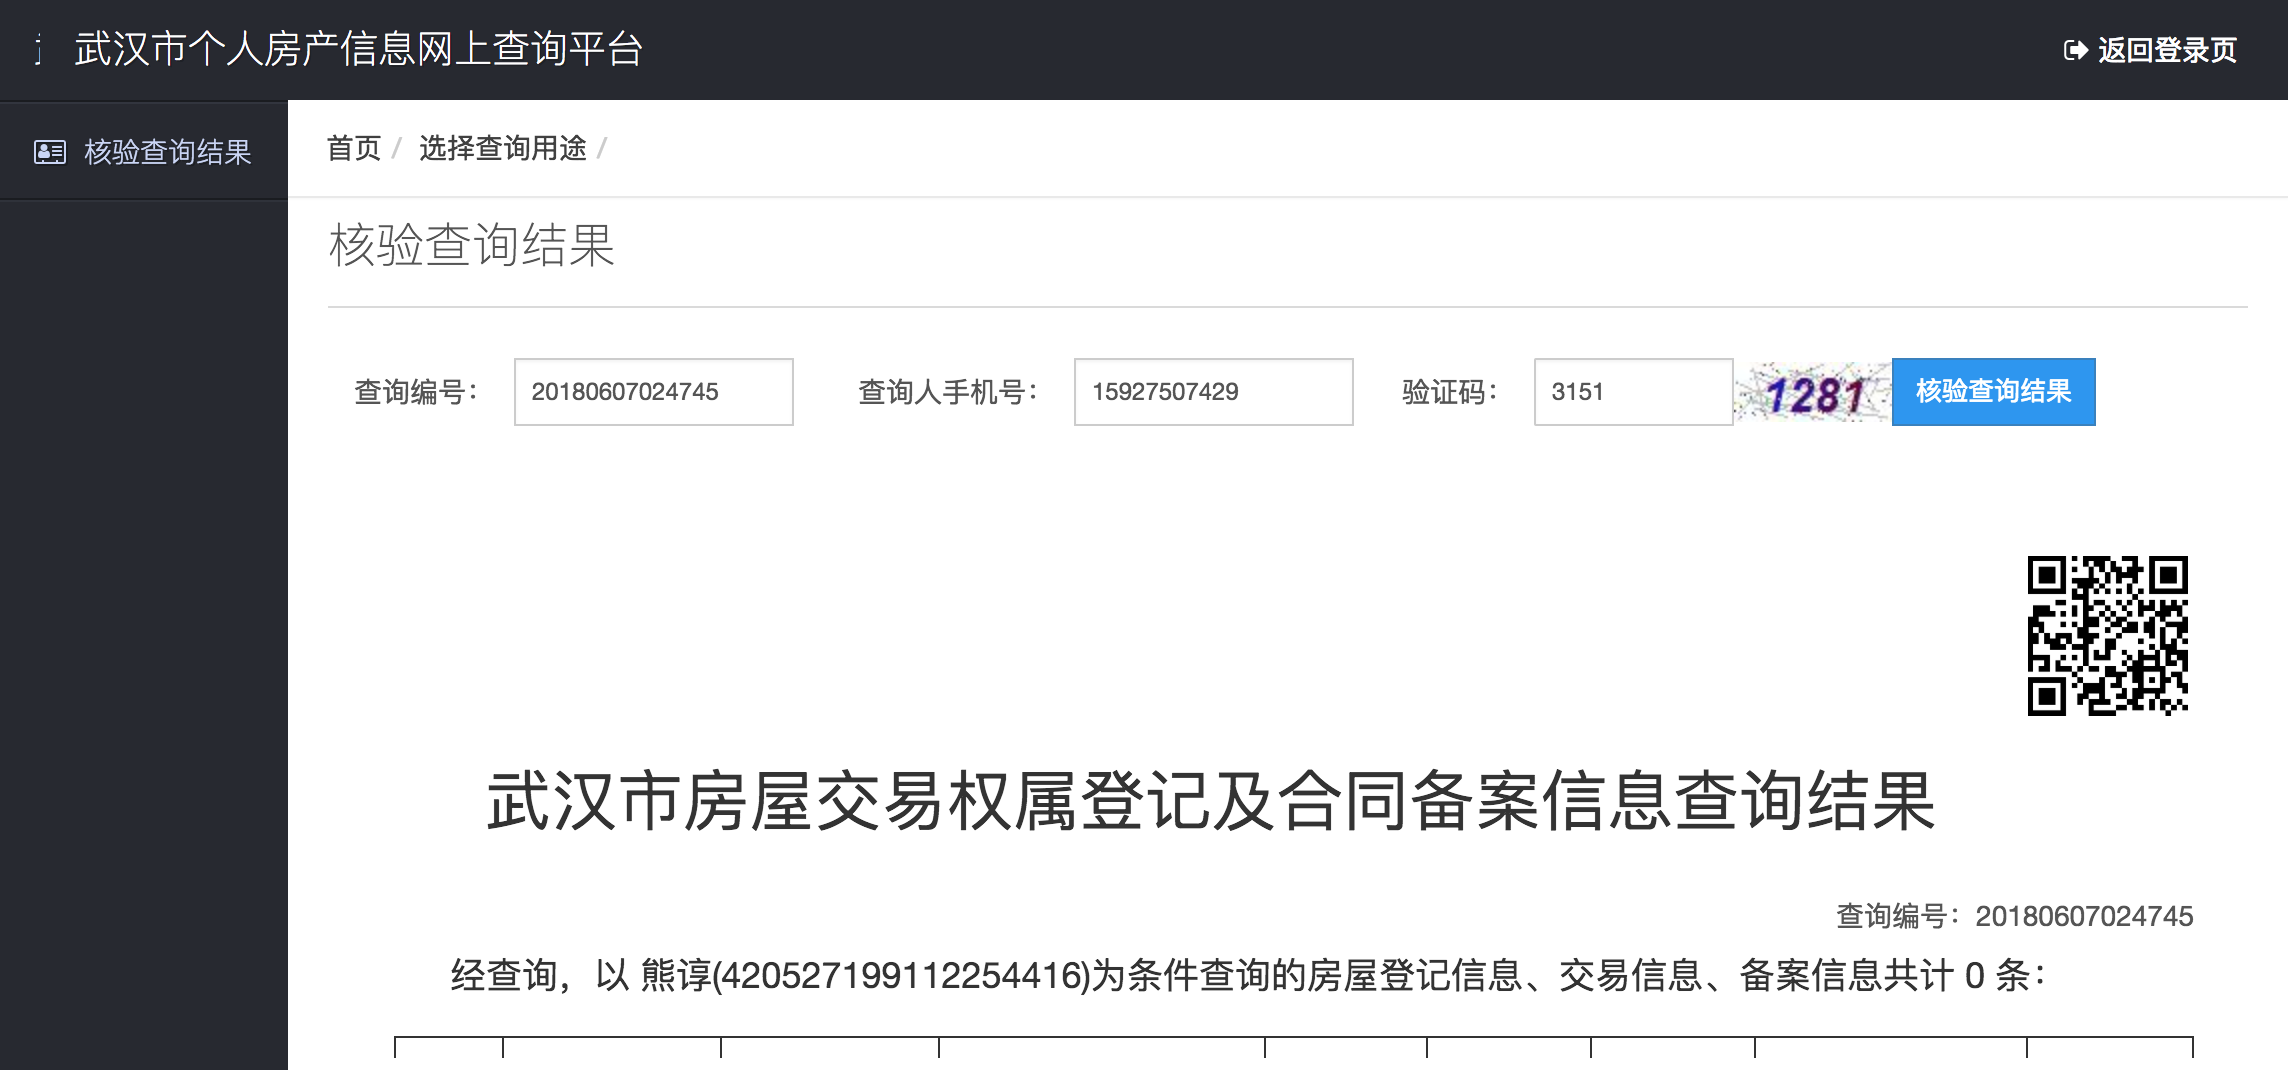 武汉市个人房产信息网上查询平台
返回登录页
核验查询结果
首页 / 选择查询用途 /
核验查询结果
查询编号： 20180607024745 查询人手机号： 15927507429 验证码： 3151 1281 核验查询结果
武汉市房屋交易权属登记及合同备案信息查询结果
查询编号：20180607024745
经查询，以 熊谆(420527199112254416)为条件查询的房屋登记信息、交易信息、备案信息共计 0 条：